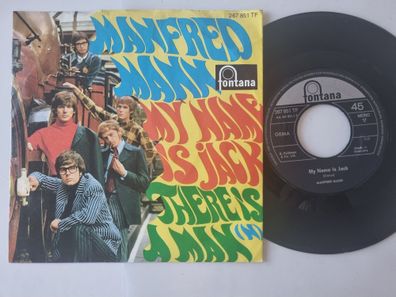 MANFRED
MANN
267 851 TF
fontana
MY NAME
IS JACK
THERE IS
A MAN
fontana
267 851 TF
45
MONO
GEMA
My Name Is Jack
MANFRED MANN